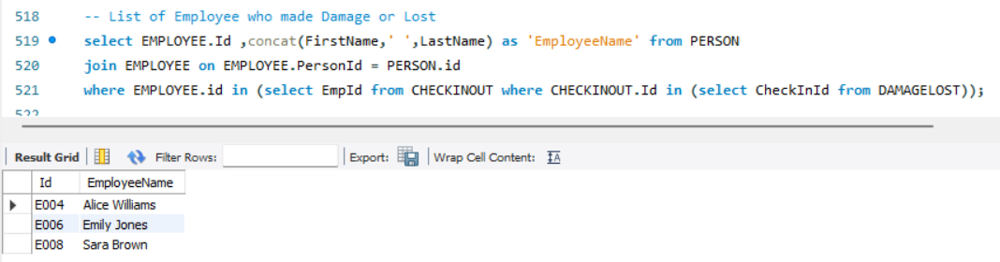 518 -- List of Employee who made Damage or Lost
519 select EMPLOYEE.Id ,concat(FirstName,' ',LastName) as 'EmployeeName' from PERSON
520 join EMPLOYEE on EMPLOYEE.PersonId = PERSON.id
521 where EMPLOYEE.id in (select EmpId from CHECKINOUT where CHECKINOUT.Id in (select CheckInId from DAMAGELOST));
522
Result Grid Filter Rows: Export: Wrap Cell Content:
Id EmployeeName
E004 Alice Williams
E006 Emily Jones
E008 Sara Brown